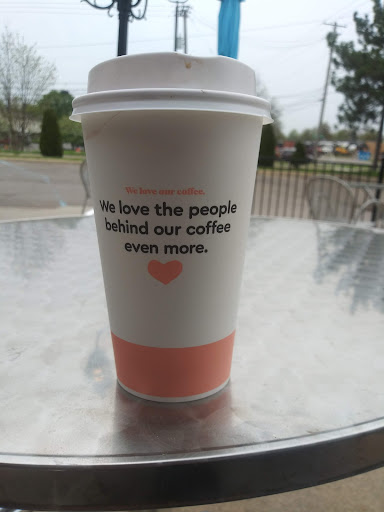 We love our coffee.
We love the people
behind our coffee
even more.